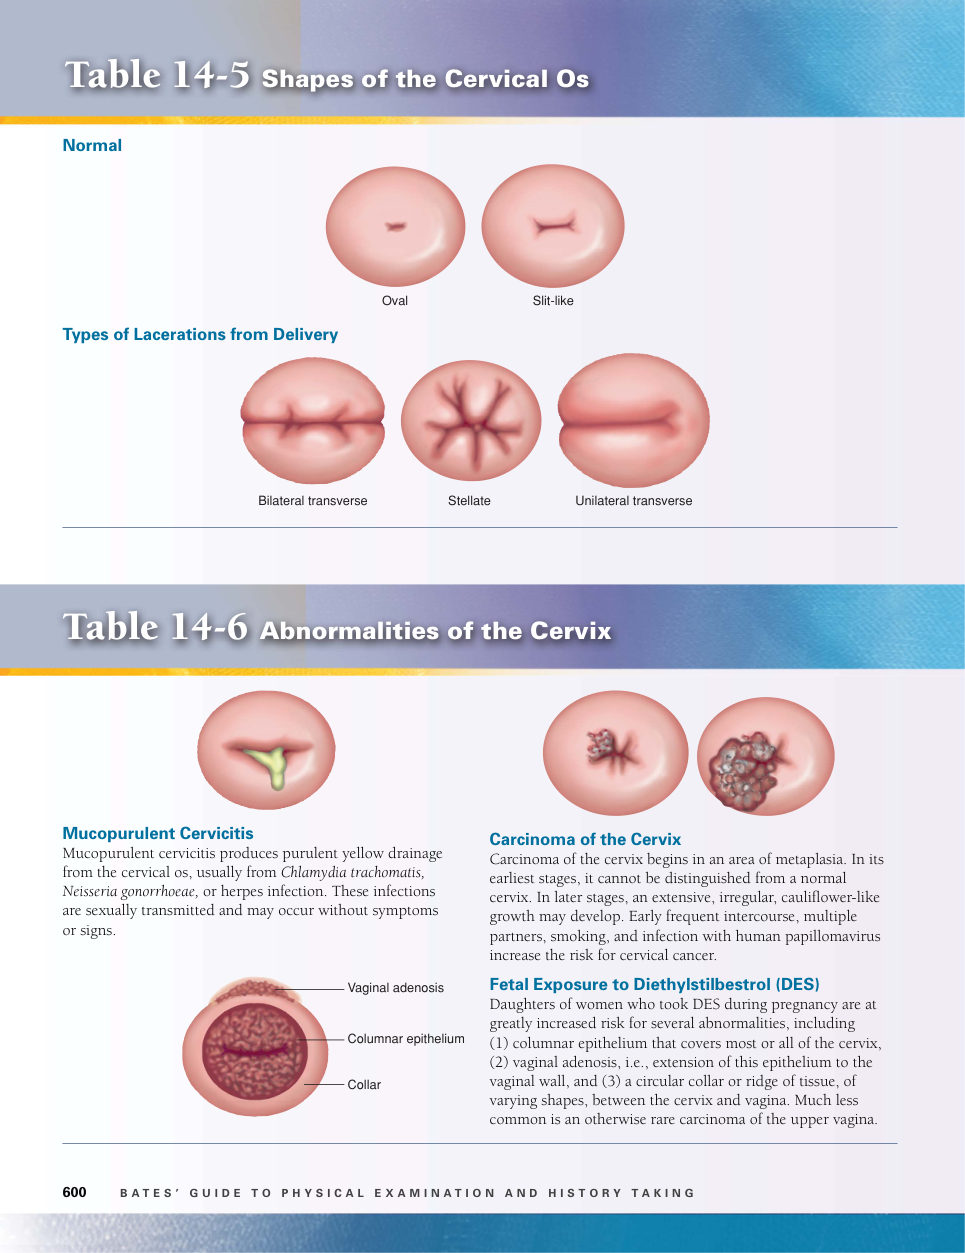 Table 14-5 Shapes of the Cervical Os
Normal
Oval
Slit-like
Types of Lacerations from Delivery
Bilateral transverse
Stellate
Unilateral transverse
Table 14-6 Abnormalities of the Cervix
Mucopurulent Cervicitis
Mucopurulent cervicitis produces purulent yellow drainage
from the cervical os, usually from Chlamydia trachomatis,
Neisseria gonorrhoeae, or herpes infection. These infections
are sexually transmitted and may occur without symptoms
or signs.
Vaginal adenosis
Columnar epithelium
Collar
Carcinoma of the Cervix
Carcinoma of the cervix begins in an area of metaplasia. In its
earliest stages, it cannot be distinguished from a normal
cervix. In later stages, an extensive, irregular, cauliflower-like
growth may develop. Early frequent intercourse, multiple
partners, smoking, and infection with human papillomavirus
increase the risk for cervical cancer.
Fetal Exposure to Diethylstilbestrol (DES)
Daughters of women who took DES during pregnancy are at
greatly increased risk for several abnormalities, including
(1) columnar epithelium that covers most or all of the cervix,
(2) vaginal adenosis, i.e., extension of this epithelium to the
vaginal wall, and (3) a circular collar or ridge of tissue, of
varying shapes, between the cervix and vagina. Much less
common is an otherwise rare carcinoma of the upper vagina.
600 BATES' GUIDE TO PHYSICAL EXAMINATION AND HISTORY TAKING